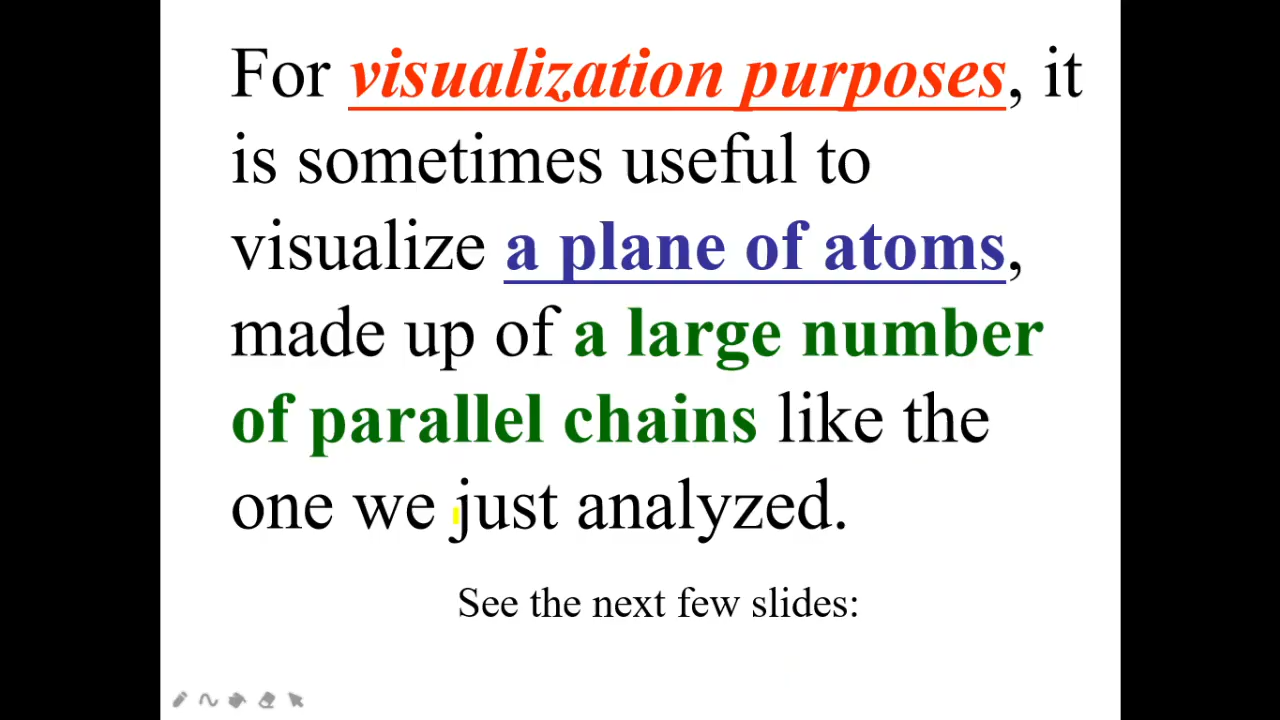 For visualization purposes, it
is sometimes useful to
visualize a plane of atoms,
made up of a large number
of parallel chains like the
one we just analyzed.
See the next few slides: